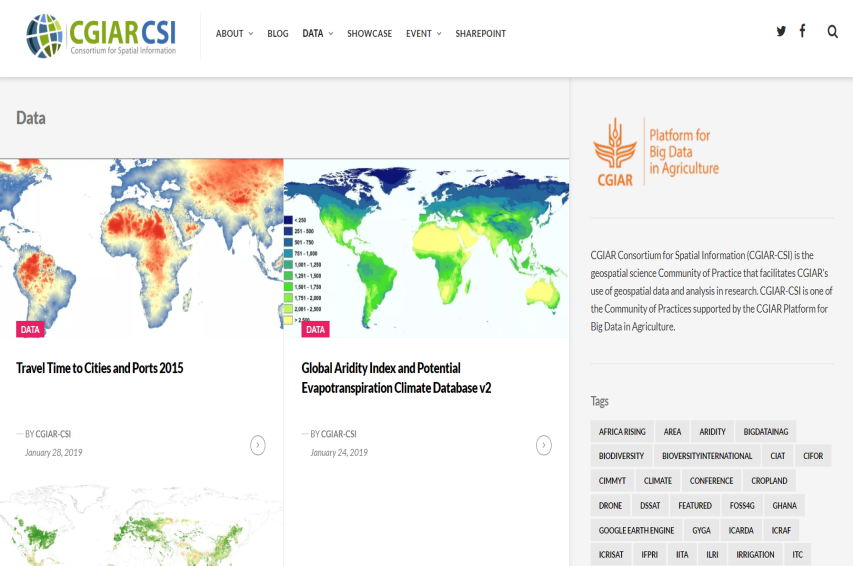 CGIAR CSI
Consortium for Spatial Information
ABOUT BLOG DATA SHOWCASE EVENT SHAREPOINT
Data
< 250
251 - 500
501 - 750
751 - 1,000
1,001 - 1,250
1,251 - 1,500
1,501 - 1,750
1,751 - 2,000
2,001 - 2,500
> 2,500
DATA
DATA
Travel Time to Cities and Ports 2015
— BY CGIAR-CSI
January 28, 2019
Global Aridity Index and Potential
Evapotranspiration Climate Database v2
— BY CGIAR-CSI
January 24, 2019
CGIAR
Platform for
Big Data
in Agriculture
CGIAR Consortium for Spatial Information (CGIAR-CSI) is the
geospatial science Community of Practice that facilitates CGIAR's
use of geospatial data and analysis in research. CGIAR-CSI is one of
the Community of Practices supported by the CGIAR Platform for
Big Data in Agriculture.
Tags
AFRICA RISING AREA ARIDITY BIGDATAINAG
BIODIVERSITY BIOVERSITYINTERNATIONAL CIAT CIFOR
CIMMYT CLIMATE CONFERENCE CROPLAND
DRONE DSSAT FEATURED FOSS4G GHANA
GOOGLE EARTH ENGINE GYGA ICARDA ICRAF
ICRISAT IFPRI IITA ILRI IRRIGATION ITC